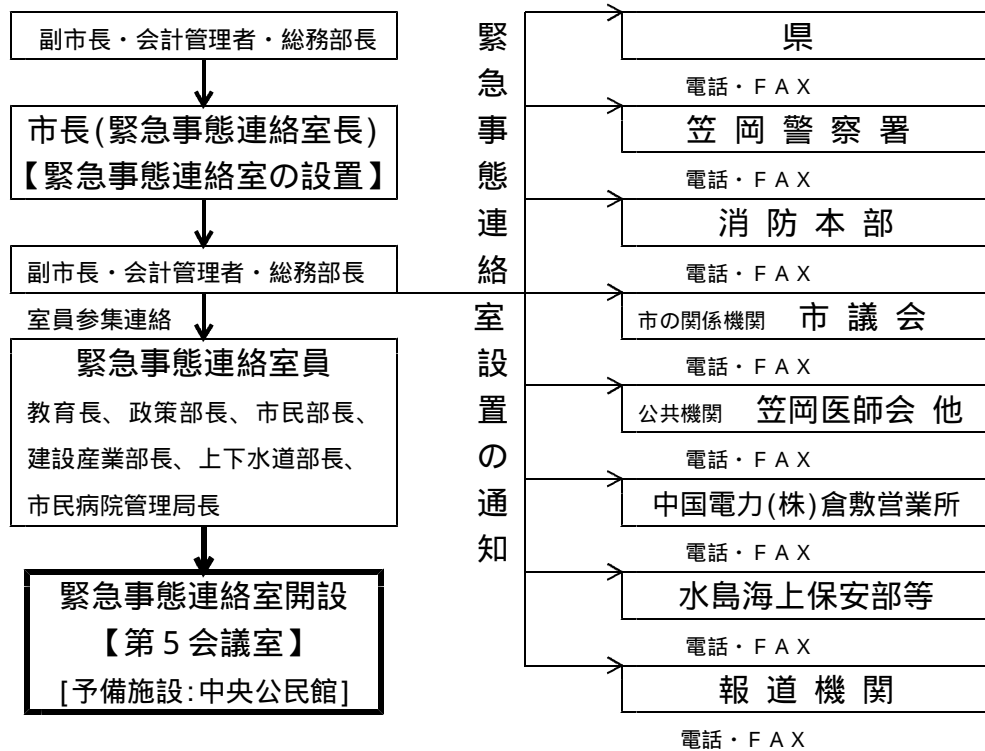 副市長・会計管理者・総務部長
市長(緊急事態連絡室長)
【緊急事態連絡室の設置】
副市長・会計管理者・総務部長
室員参集連絡
緊急事態連絡室員
教育長、政策部長、市民部長、
建設産業部長、上下水道部長、
市民病院管理局長
緊急事態連絡室開設
【第５会議室】
[予備施設:中央公民館]
緊急事態連絡室設置の通知
県
電話・ＦＡＸ
笠岡警察署
電話・ＦＡＸ
消防本部
電話・ＦＡＸ
市の関係機関 市議会
電話・ＦＡＸ
公共機関 笠岡医師会 他
電話・ＦＡＸ
中国電力(株)倉敷営業所
電話・ＦＡＸ
水島海上保安部等
電話・ＦＡＸ
報道機関
電話・ＦＡＸ